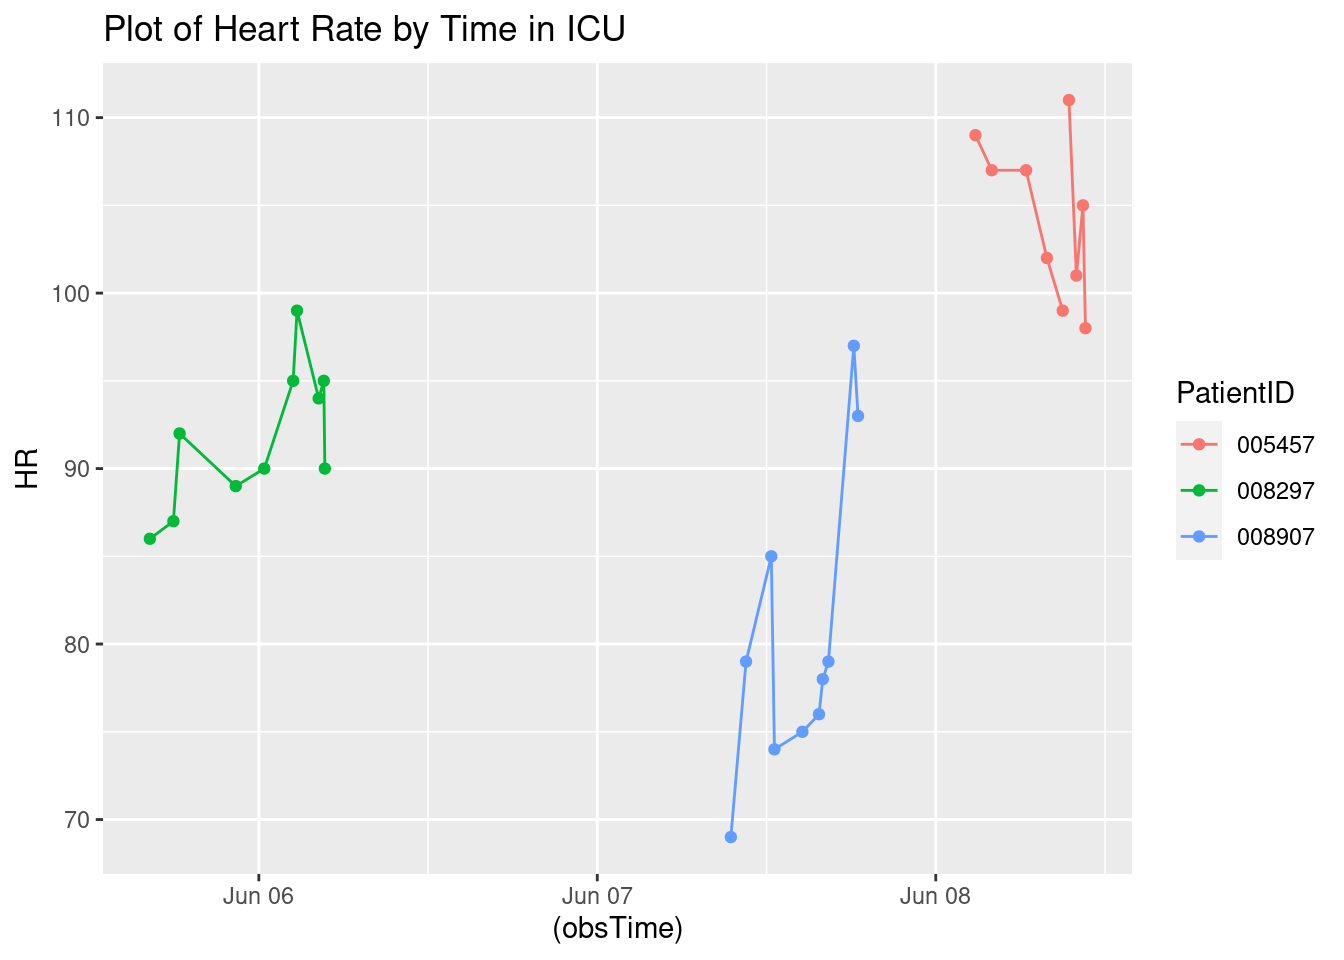 Plot of Heart Rate by Time in ICU
110
100
90
80
70
HR
Jun 06
Jun 07
Jun 08
(obsTime)
PatientID
005457
008297
008907